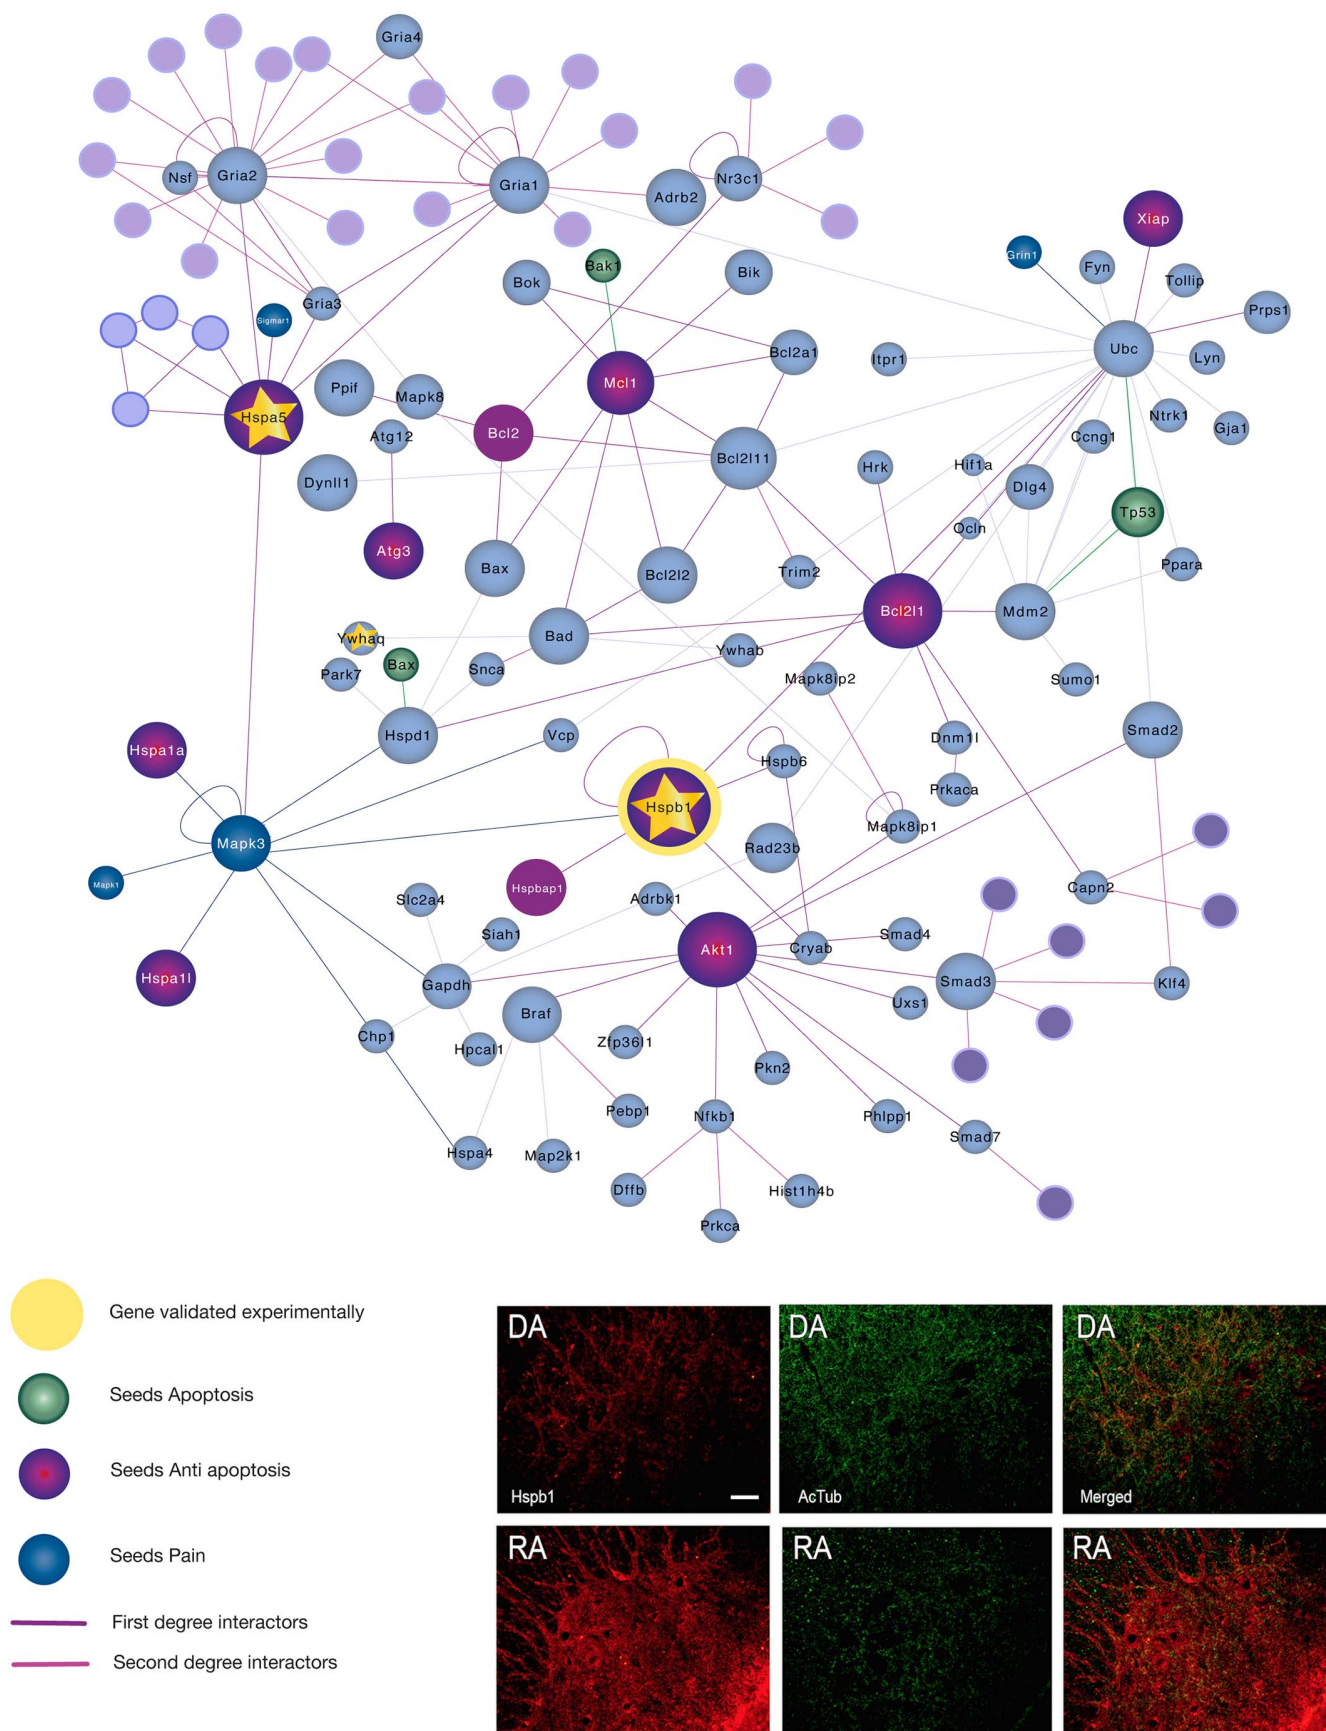 Gria4
Nsf
Gria2
Gria1
Adrb2
Nr3c1
Xiap
Grin1
Fyn
Tollip
Prps1
Bak1
Bok
Bik
Gria3
Sigmar1
Ubc
Itpr1
Lyn
Bcl2a1
Ppif
Mapk8
Mcl1
Hspa5
Bcl2
Ntrk1
Gja1
Atg12
Ccng1
Bcl2l11
Hrk
Hif1a
Dynll1
Dlg4
Tp53
Ocln
Atg3
Bax
Bcl2l2
Trim2
Ppara
Bcl2l1
Mdm2
Ywhaq
Bad
Ywhab
Bax
Park7
Snca
Mapk8ip2
Sumo1
Hspa1a
Hspd1
Vcp
Dnm1l
Smad2
Hspb6
Prkaca
Hspb1
Mapk3
Mapk8ip1
Rad23b
Mapk1
Hspbap1
Capn2
Slc2a4
Adrbk1
Siah1
Akt1
Cryab
Smad4
Hspa1l
Gapdh
Smad3
Klf4
Uxs1
Braf
Chp1
Hpcal1
Zfp36l1
Pkn2
Pebp1
Nfkb1
Phlpp1
Smad7
Hspa4
Map2k1
Dffb
Hist1h4b
Prkca
Gene validated experimentally
Seeds Apoptosis
Seeds Anti apoptosis
Seeds Pain
First degree interactors
Second degree interactors
DA
DA
DA
Hspb1
AcTub
Merged
RA
RA
RA